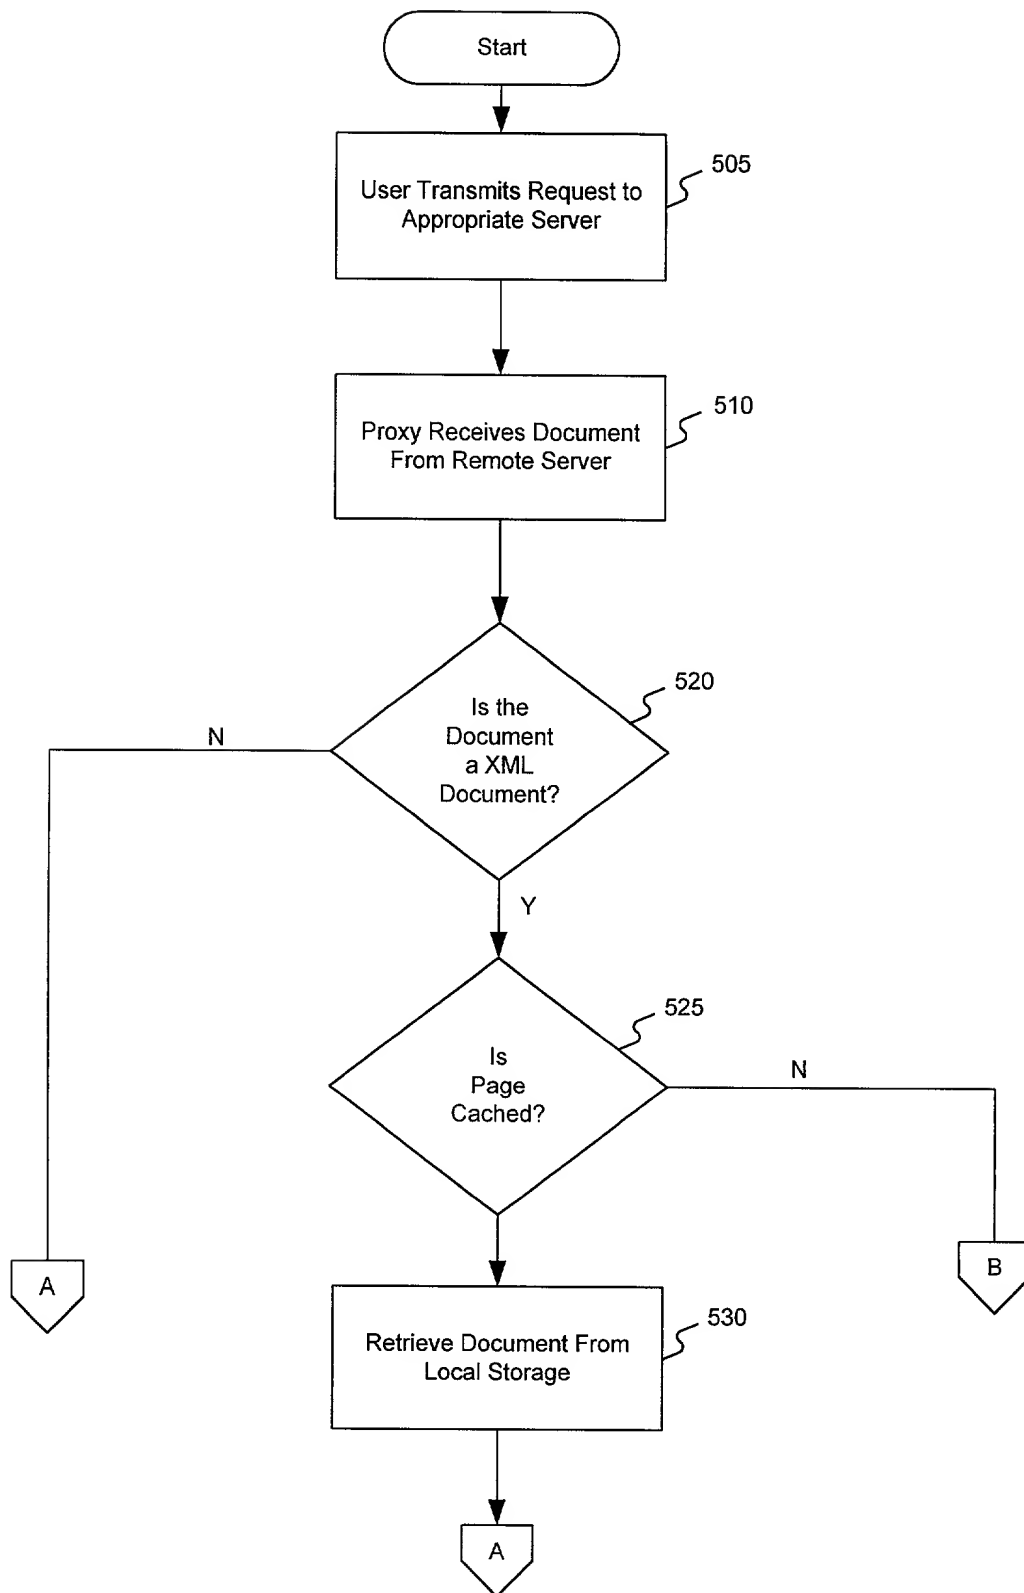 Start
505
User Transmits Request to
Appropriate Server
510
Proxy Receives Document
From Remote Server
520
Is the
Document
a XML
Document?
N
Y
525
Is
Page
Cached?
N
A
B
530
Retrieve Document From
Local Storage
A